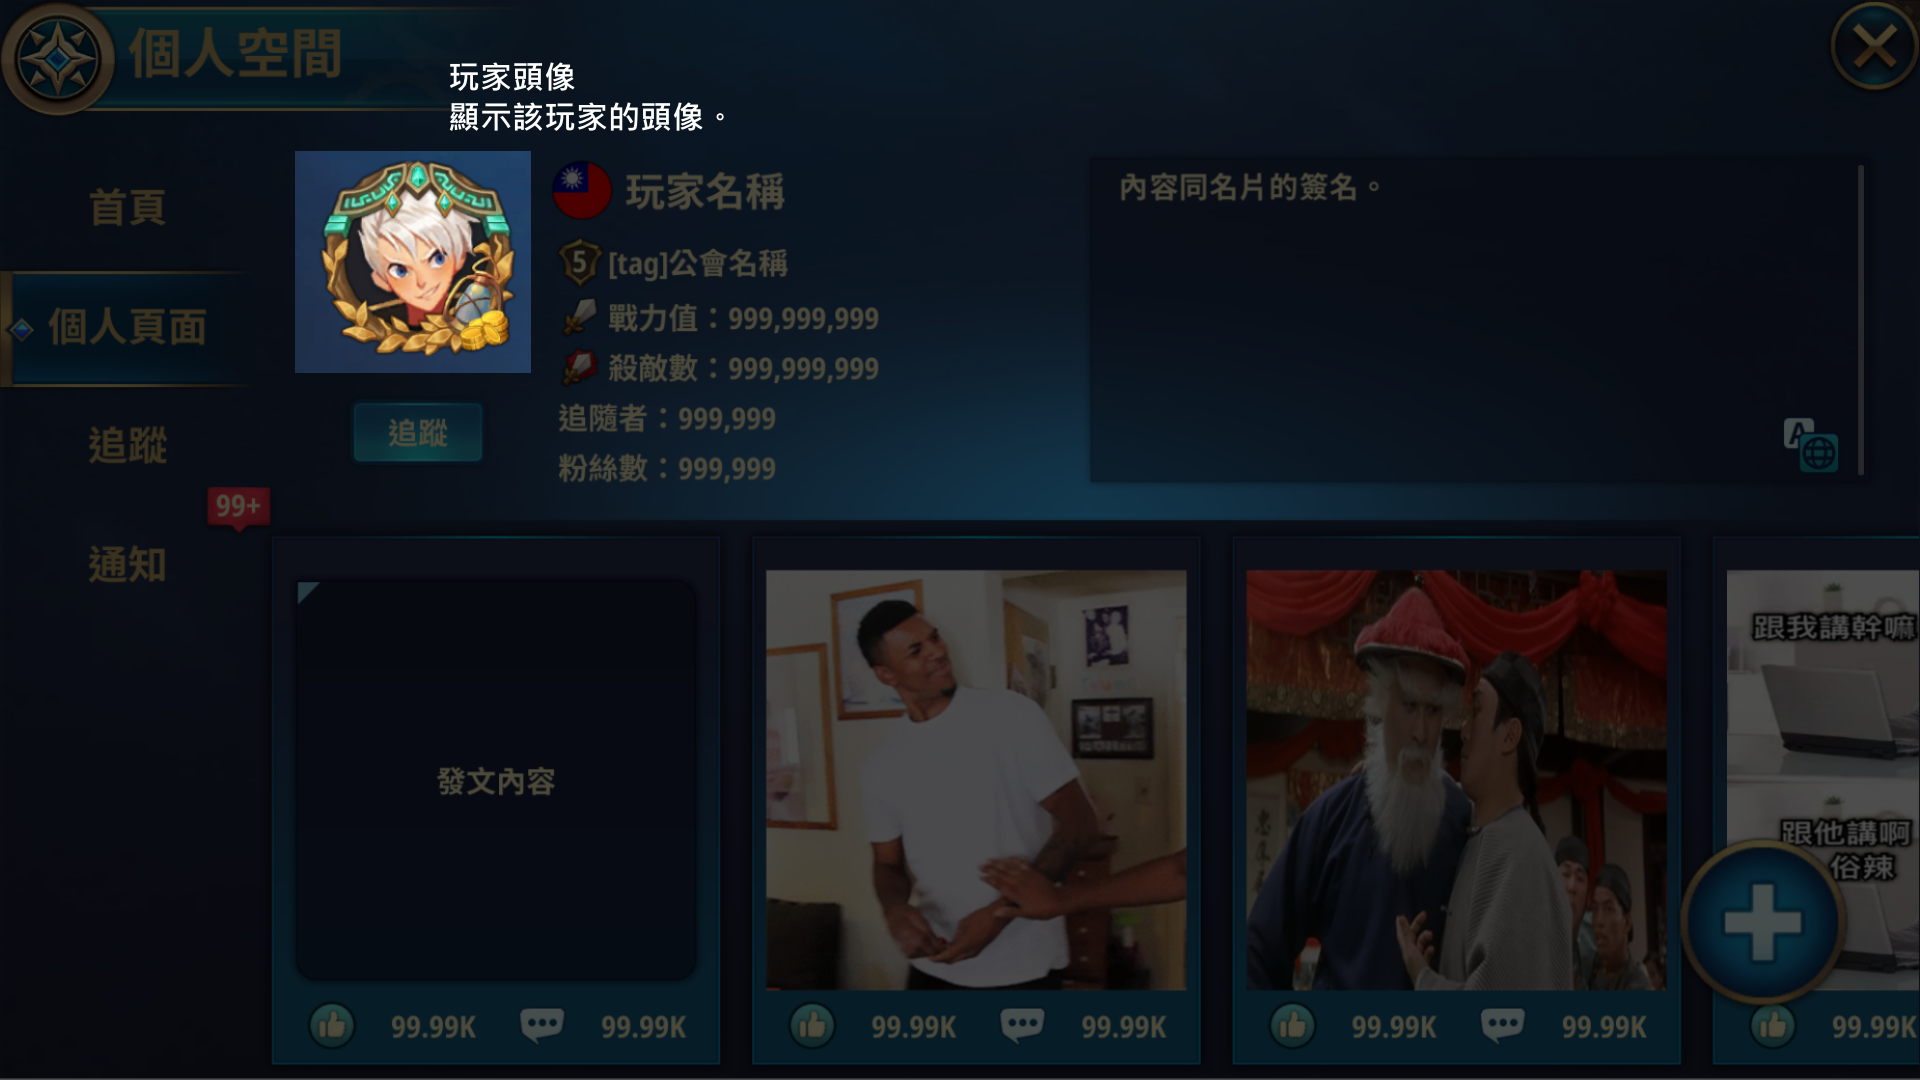 個人空間
玩家頭像
顯示該玩家的頭像。
首頁
個人頁面
追蹤
99+
通知
玩家名稱
5 [tag]公會名稱
戰力值：999,999,999
殺敵數：999,999,999
追隨者：999,999
粉絲數：999,999
追蹤
內容同名片的簽名。
A
發文內容
跟我講幹嘛
跟他講啊
俗辣
99.99K 99.99K
99.99K 99.99K
99.99K 99.99K
99.99K